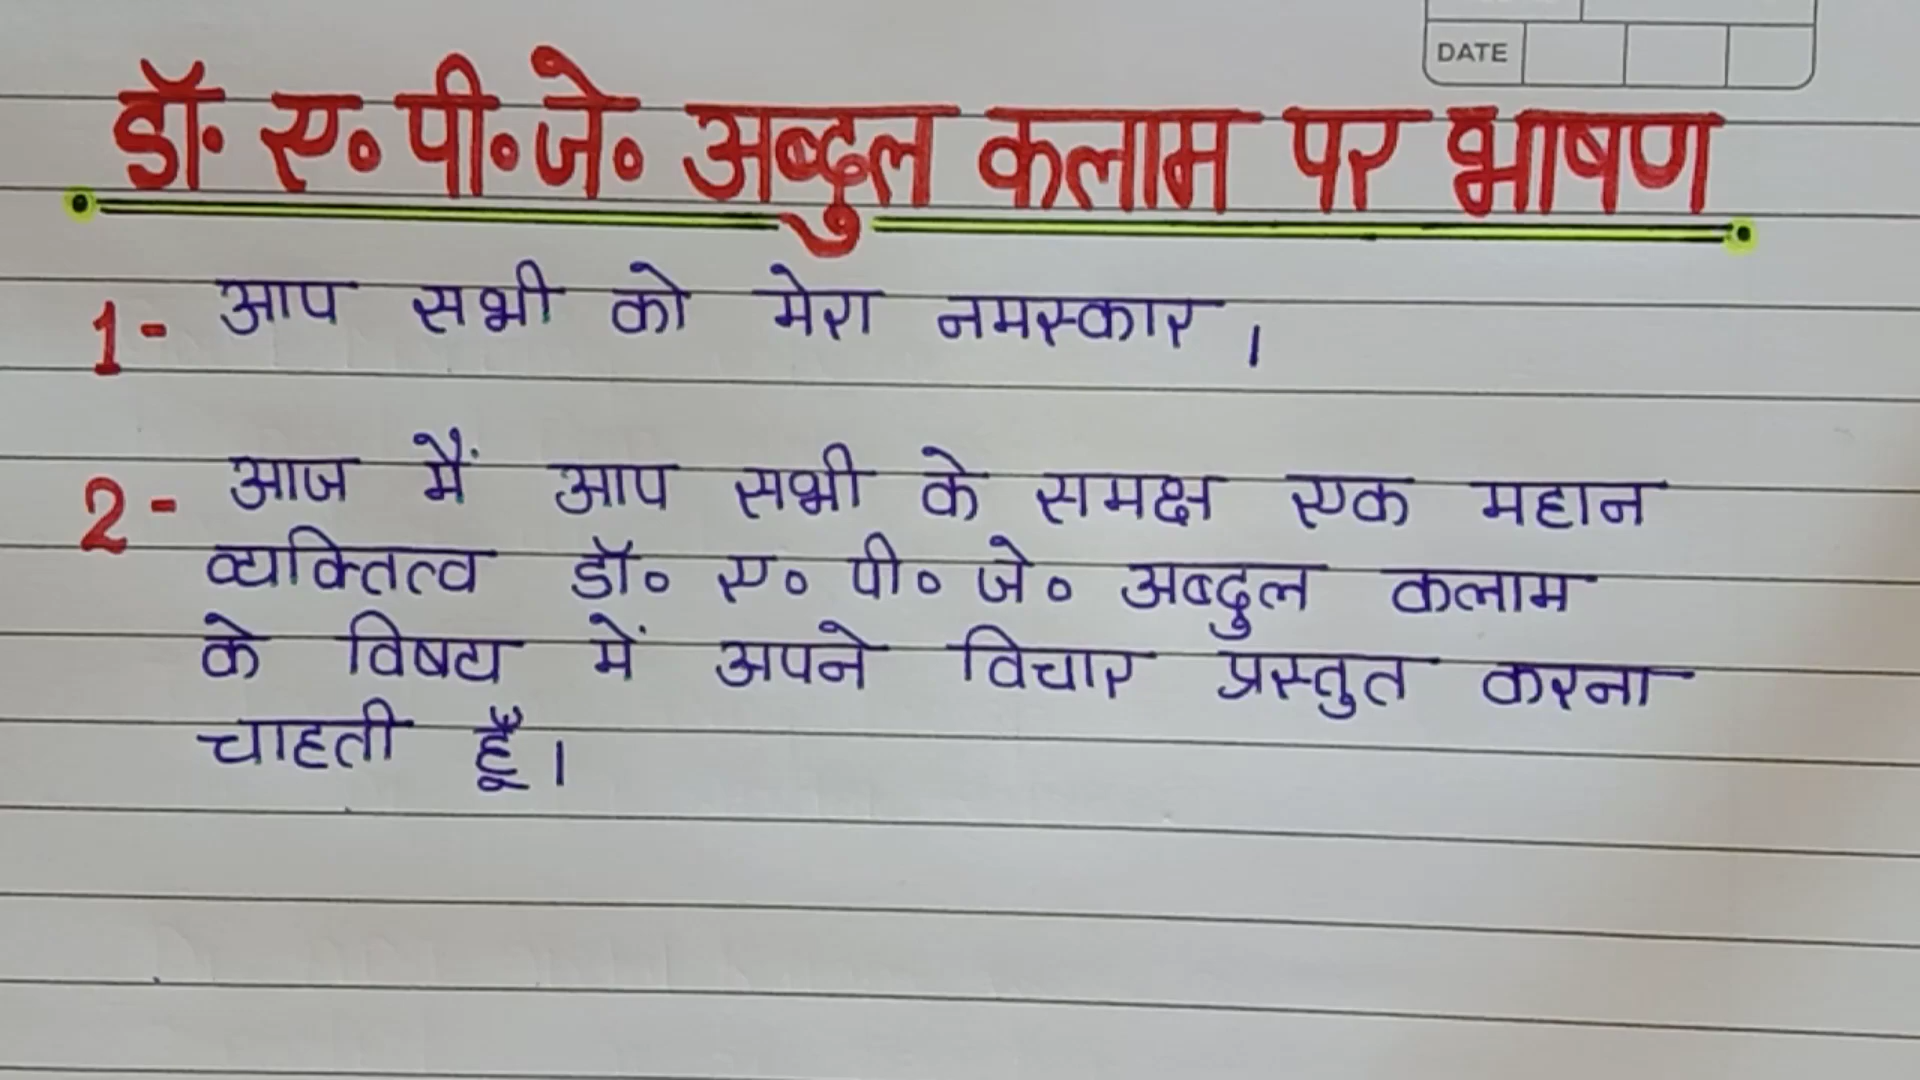 DATE
डॉ. ए. पी. जे. अब्दुल कलाम पर भाषण
1- आप सभी को मेरा नमस्कार ।
2- आज मैं आप सभी के समक्ष एक महान
व्यक्तित्व डॉ. ए. पी. जे. अब्दुल कलाम
के विषय में अपने विचार प्रस्तुत करना
चाहती हूँ ।